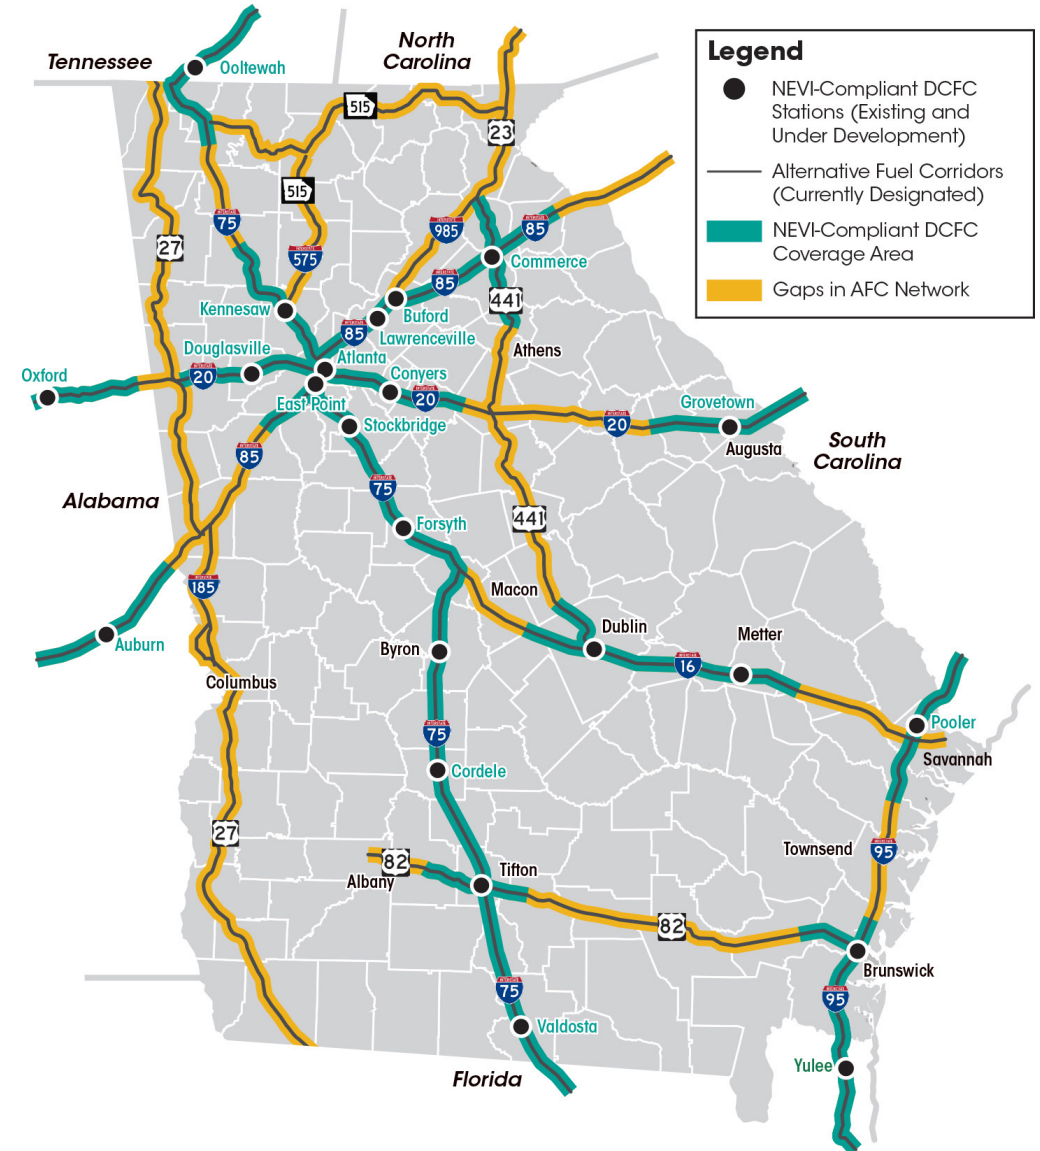 Tennessee
North
Carolina
Legend
NEVI-Compliant DCFC
Stations (Existing and
Under Development)
Alternative Fuel Corridors
(Currently Designated)
NEVI-Compliant DCFC
Coverage Area
Gaps in AFC Network
Ooltewah
515
23
515
75
985
85
27
575
Commerce
85
441
Kennesaw
Buford
85
Lawrenceville
Athens
Douglasville
Atlanta
Oxford
20
Conyers
20
Grovetown
East Point
Stockbridge
20
Augusta
South
Carolina
85
75
Alabama
441
Forsyth
185
Macon
Auburn
Byron
Dublin
Metter
16
Columbus
75
Pooler
Savannah
Cordele
27
82
Albany
Tifton
Townsend
95
82
Brunswick
75
95
Valdosta
Yulee
Florida